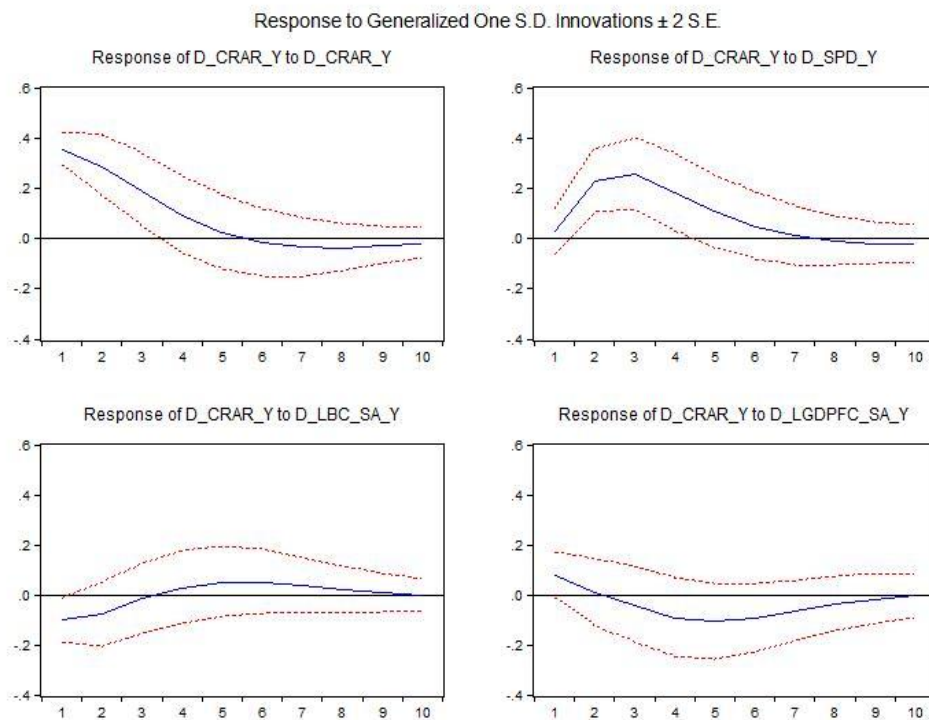 Response to Generalized One S.D. Innovations ± 2 S.E.
Response of D_CRAR_Y to D_CRAR_Y
.6
.4
.2
.0
-.2
-.4
1 2 3 4 5 6 7 8 9 10
Response of D_CRAR_Y to D_SPD_Y
.6
.4
.2
.0
-.2
-.4
1 2 3 4 5 6 7 8 9 10
Response of D_CRAR_Y to D_LBC_SA_Y
.6
.4
.2
.0
-.2
-.4
1 2 3 4 5 6 7 8 9 10
Response of D_CRAR_Y to D_LGDPFC_SA_Y
.6
.4
.2
.0
-.2
-.4
1 2 3 4 5 6 7 8 9 10